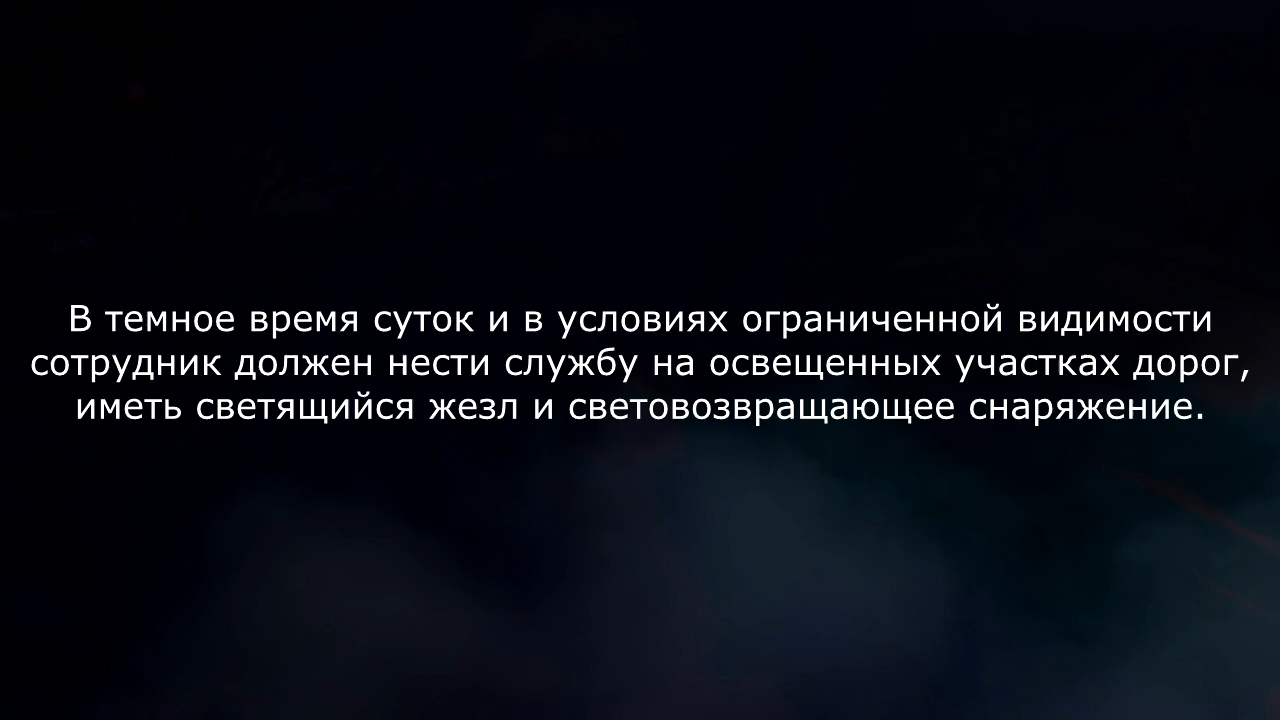 В темное время суток и в условиях ограниченной видимости
сотрудник должен нести службу на освещенных участках дорог,
иметь светящийся жезл и световозвращающее снаряжение.